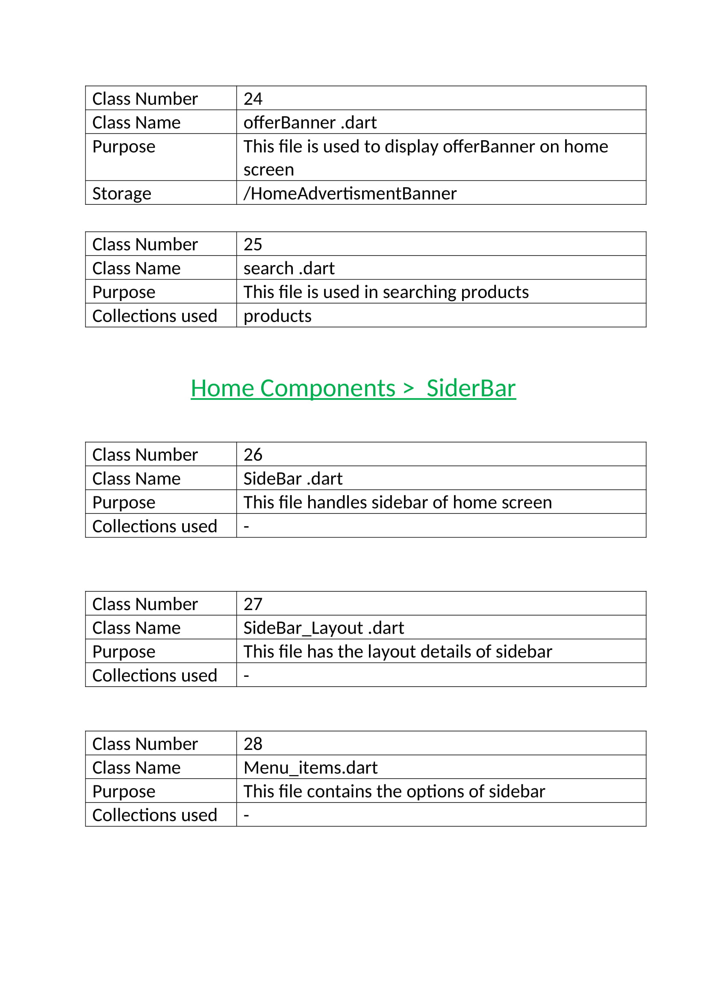 Class Number 24
Class Name offerBanner .dart
Purpose This file is used to display offerBanner on home
screen
Storage /HomeAdvertismentBanner
Class Number 25
Class Name search .dart
Purpose This file is used in searching products
Collections used products
Home Components >  SiderBar
Class Number 26
Class Name SideBar .dart
Purpose This file handles sidebar of home screen
Collections used -
Class Number 27
Class Name SideBar_Layout .dart
Purpose This file has the layout details of sidebar
Collections used -
Class Number 28
Class Name Menu_items.dart
Purpose This file contains the options of sidebar
Collections used -